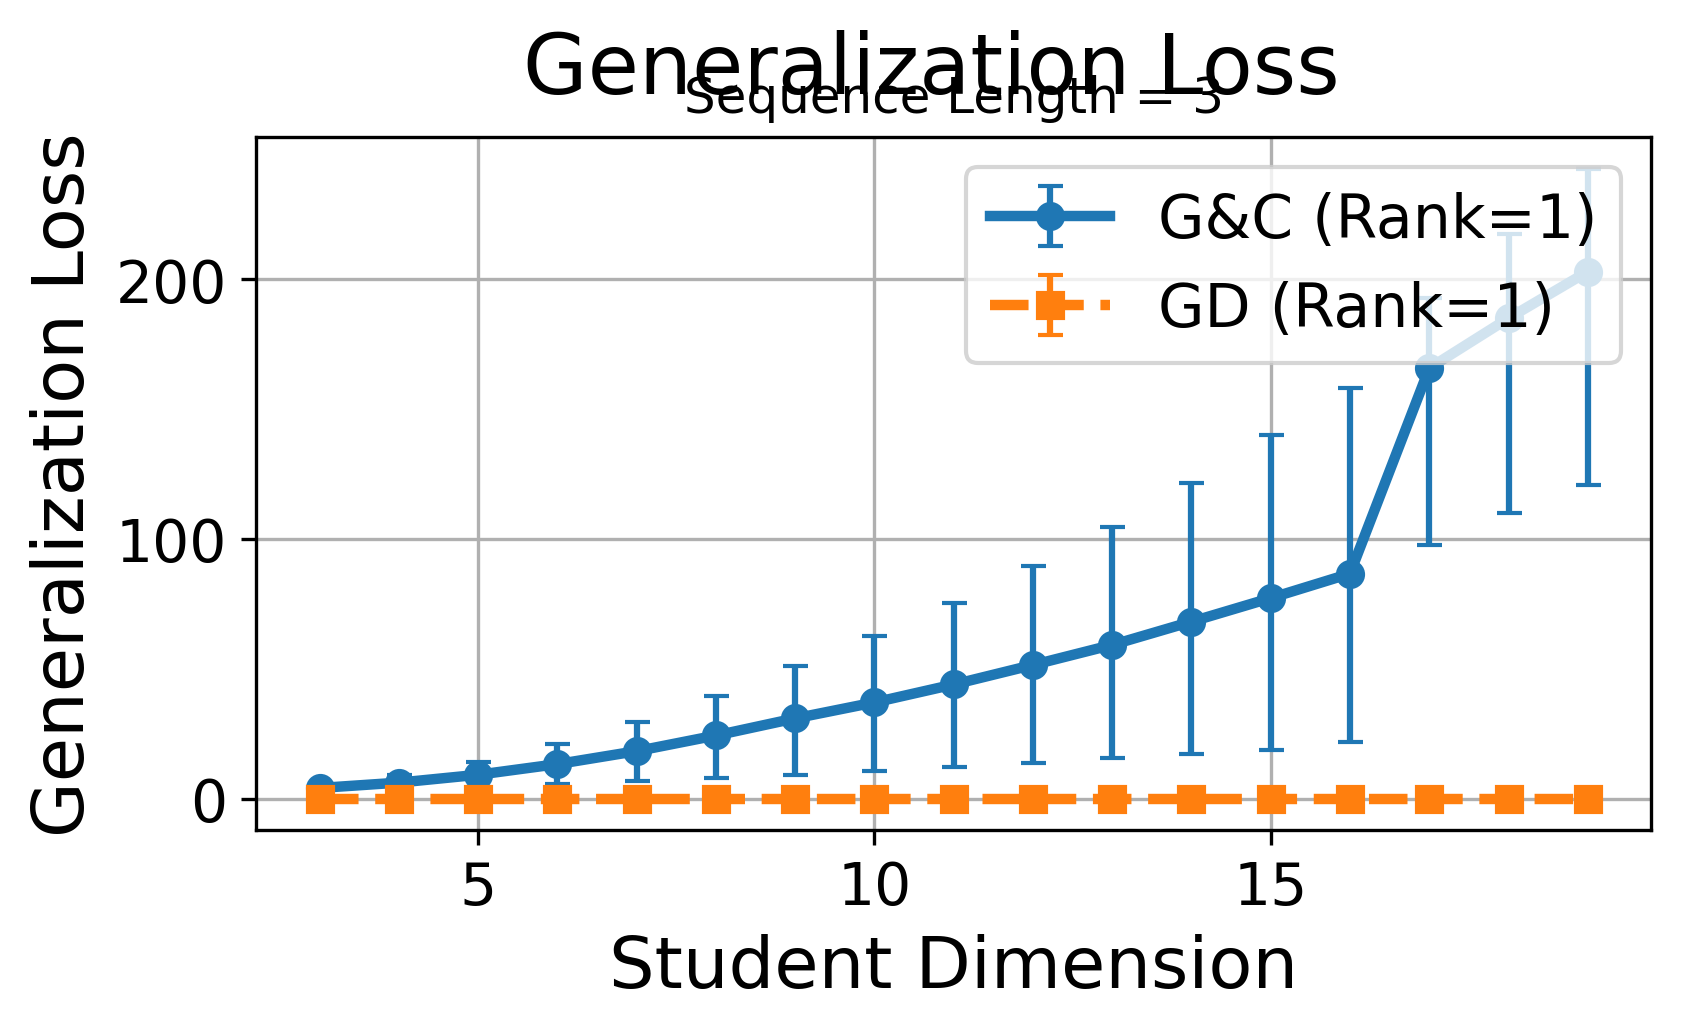 Generalization Loss
Sequence Length = 3
Generalization Loss
200
100
0
G&C (Rank=1)
GD (Rank=1)
5
10
15
Student Dimension